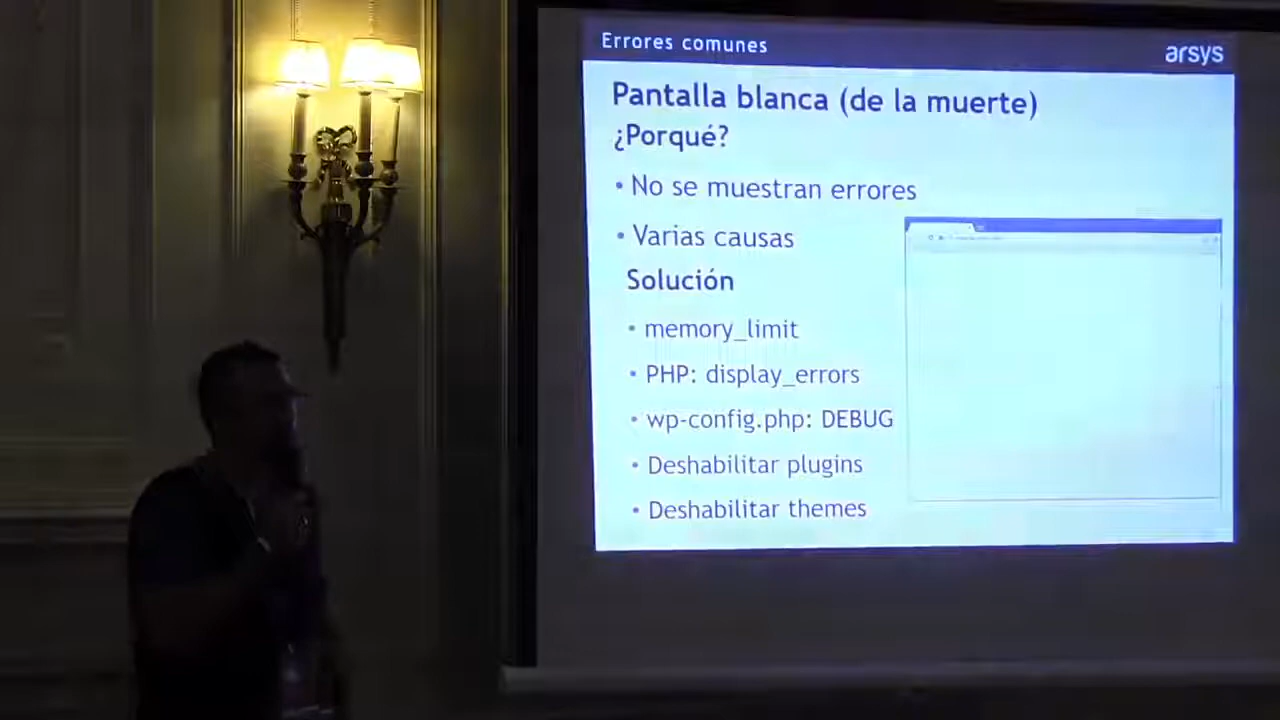 Errores comunes
arsys
Pantalla blanca (de la muerte)
¿Porqué?
• No se muestran errores
• Varias causas
Solución
• memory_limit
• PHP: display_errors
• wp-config.php: DEBUG
• Deshabilitar plugins
• Deshabilitar themes